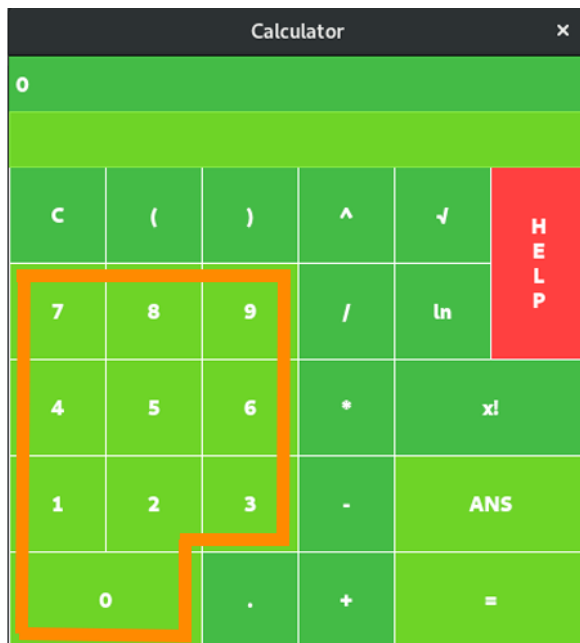 Calculator ×
0
C ( ) ^ √ HELP
7 8 9 / ln
4 5 6 * x!
1 2 3 - ANS
0 . + =